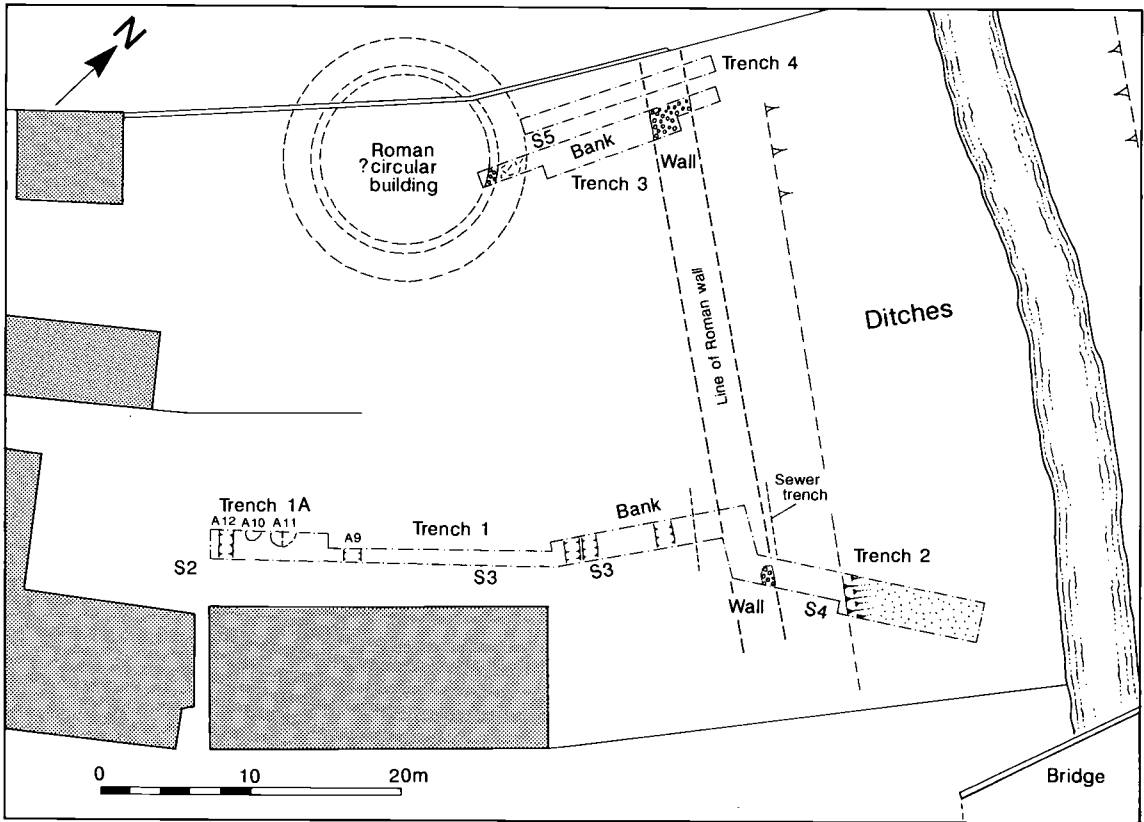 N
Trench 4
S5
Bank
Roman
?circular
building
Trench 3
Wall
Line of Roman wall
Ditches
Sewer
trench
Trench 1A
A12 A10 A11
A9
Trench 1
Bank
Trench 2
S2
S3
S3
Wall
S4
0 10 20m
Bridge